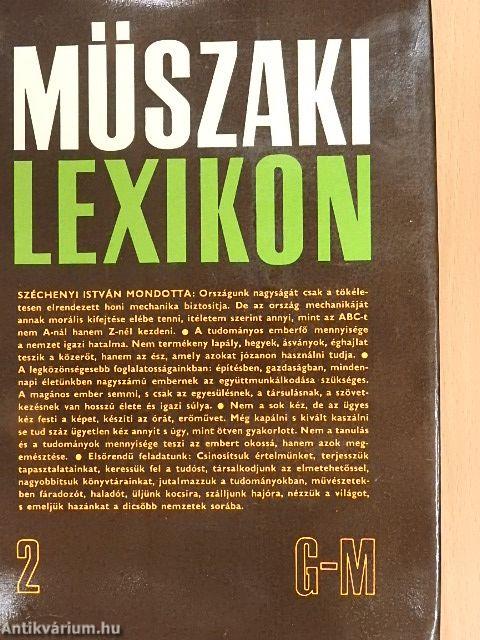 MŰSZAKI
LEXIKON
SZÉCHENYI ISTVÁN MONDOTTA: Országunk nagyságát csak a tökéle-
tesen elrendezett honi mechanika biztosítja. De az ország mechanikáját
annak morális kifejtése elébe tenni, ítéletem szerint annyi, mint az ABC-t
nem A-nál hanem Z-nél kezdeni. ● A tudományos emberfő mennyisége
a nemzet igazi hatalma. Nem termékeny lapály, hegyek, ásványok, éghajlat
teszik a közerőt, hanem az ész, amely azokat józanon használni tudja. ●
A legközönségesebb foglalatosságainkban: építésben, gazdaságban, minden-
napi életünkben nagyszámú embernek az együttmunkálkodása szükséges.
A magános ember semmi, s csak az egyesülésnek, a társulásnak, a szövet-
kezésnek van hosszú élete és igazi súlya. ● Nem a sok kéz, de az ügyes
kéz festi a képet, készíti az órát, erőművet. Még kapálni s kivált kaszálni
se tud száz ügyetlen kéz annyit s úgy, mint ötven gyakorlott. Nem a tanulás
és a tudományok mennyisége teszi az embert okossá, hanem azok meg-
emésztése. ● Elsőrendű feladatunk: Csinosítsuk értelmünket, terjesszük
tapasztalatainkat, keressük fel a tudóst, társalkodjunk az elmetehetőssel,
nagyobbítsuk könyvtárainkat, jutalmazzuk a tudományokban, művészetek-
ben fáradozót, haladót, üljünk kocsira, szálljunk hajóra, nézzük a világot,
s emeljük hazánkat a dicsőbb nemzetek sorába.
2 G-M
Antikvárium.hu